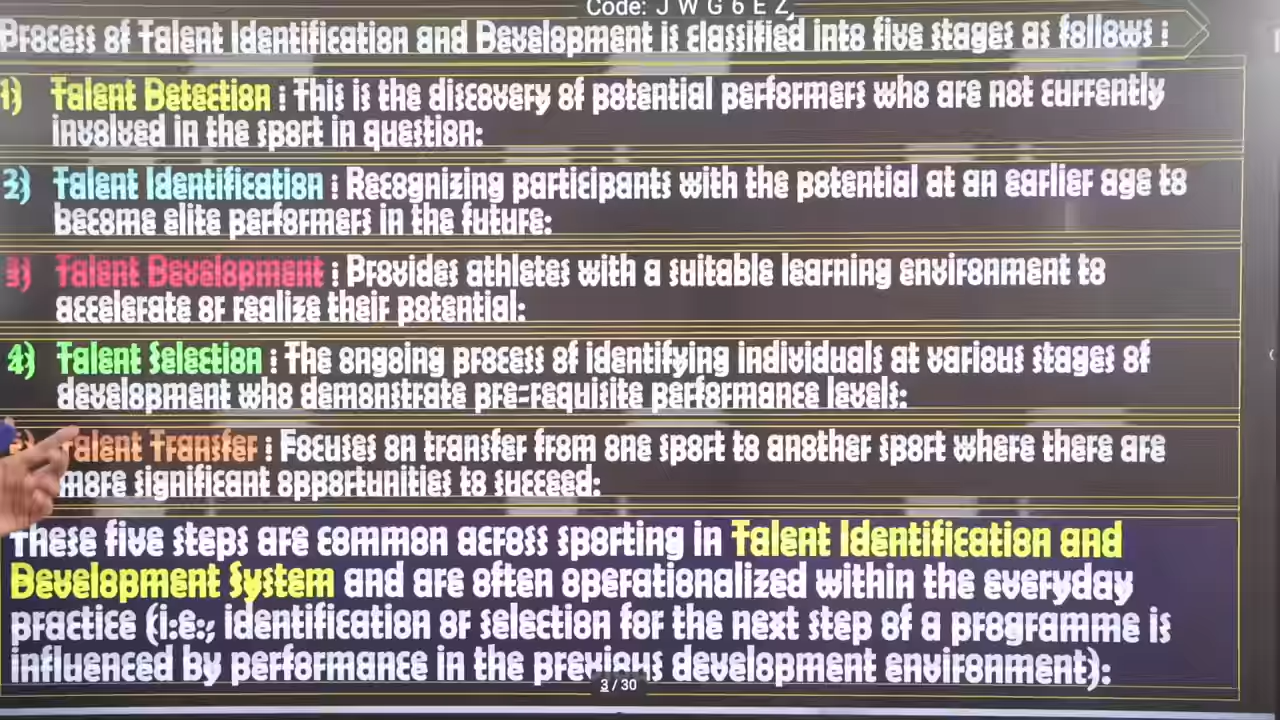 Code: J W G 6 E Z
Process of Talent Identification and Development is classified into five stages as follows :
1) Talent Detection : This is the discovery of potential performers who are not currently
involved in the sport in question:
2) Talent Identification : Recognizing participants with the potential at an earlier age to
become elite performers in the future:
3) Talent Development : Provides athletes with a suitable learning environment to
accelerate or realize their potential:
4) Talent Selection : The ongoing process of identifying individuals at various stages of
development who demonstrate pre-requisite performance levels:
5) Talent Transfer : Focuses on transfer from one sport to another sport where there are
more significant opportunities to succeed:
These five steps are common across sporting in Talent Identification and
Development System and are often operationalized within the everyday
practice (i:e:, identification or selection for the next step of a programme is
influenced by performance in the previous development environment):
3 / 30